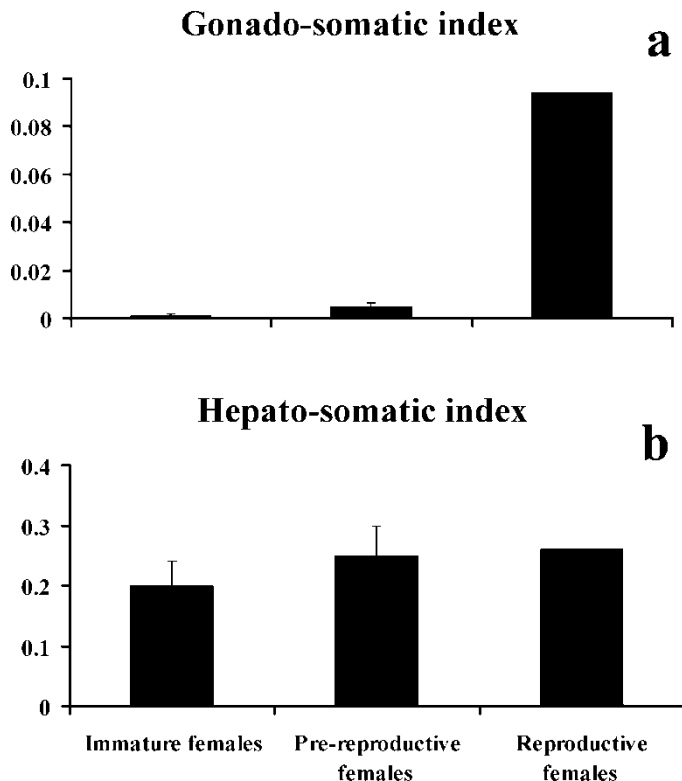 Gonado-somatic index
a
0.1
0.08
0.06
0.04
0.02
0
Hepato-somatic index
b
0.4
0.3
0.2
0.1
0
Immature females
Pre-reproductive
females
Reproductive
females